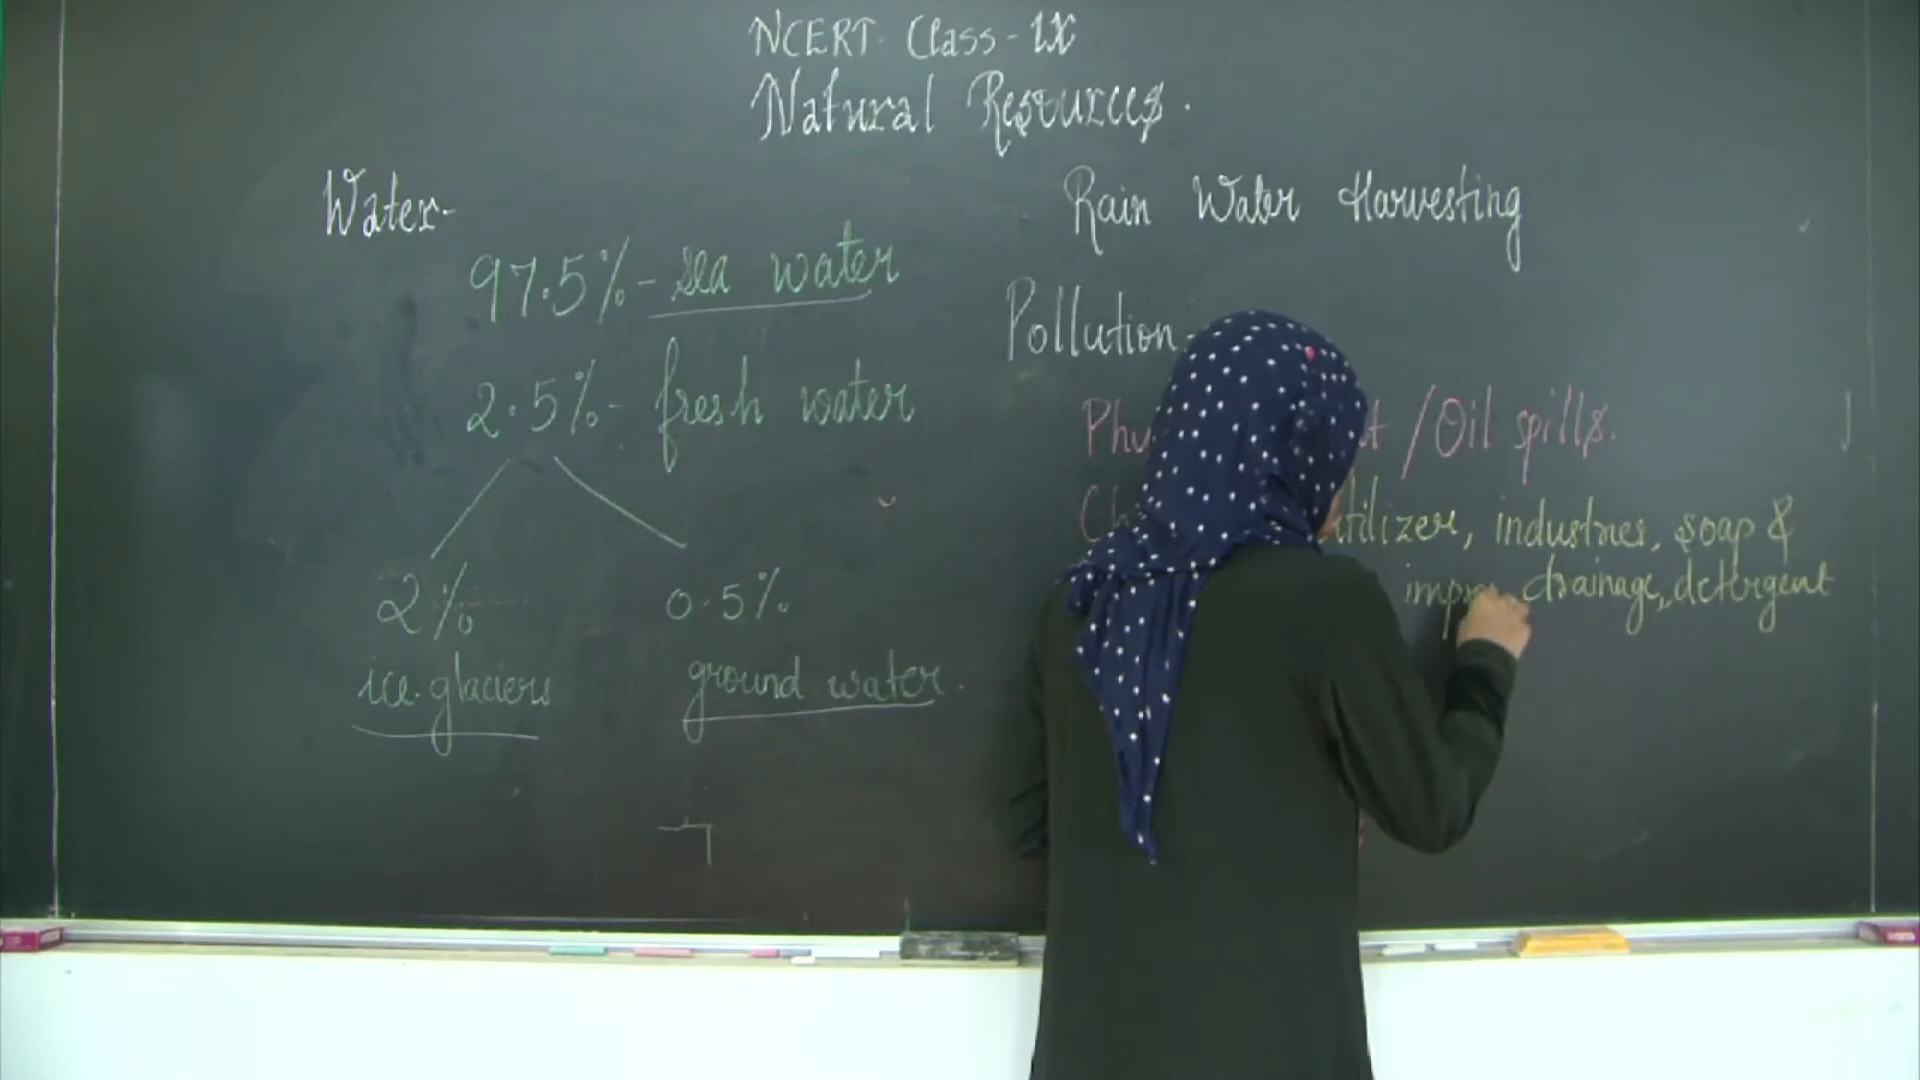 NCERT Class - IX
Natural Resources.
Water-
97.5% - sea water
2.5% - fresh water
2%
0.5%
ice glaciers
ground water.
Rain Water Harvesting
Pollution-
/Oil spills.
industries, soap &
drainage, detergent